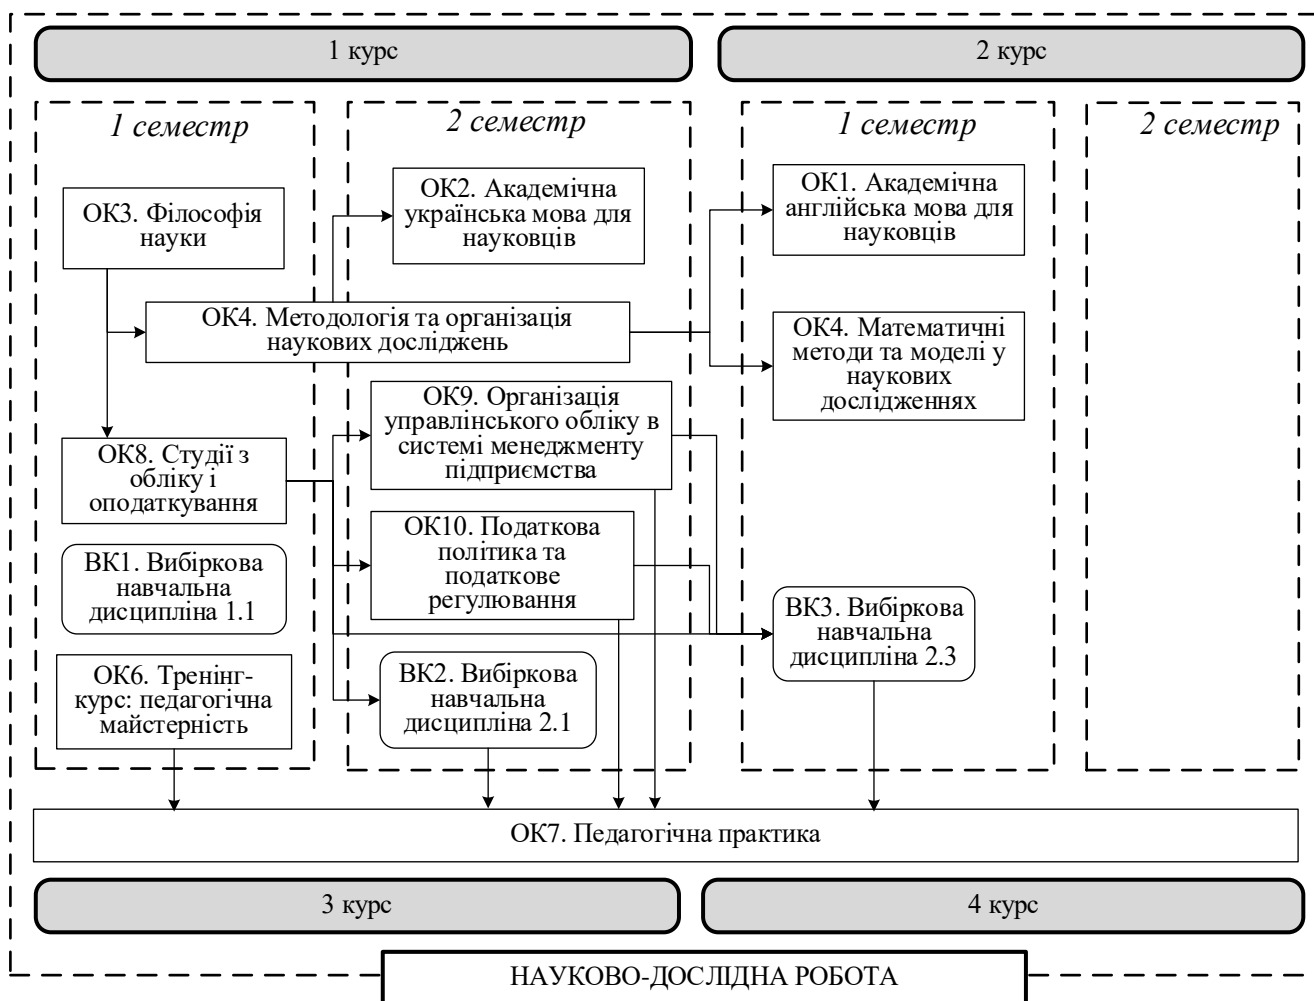 1 курс
2 курс
1 семестр
2 семестр
1 семестр
2 семестр
ОК3. Філософія
науки
ОК4. Методологія та організація
наукових досліджень
ОК8. Студії з
обліку і
оподаткування
ВК1. Вибіркова
навчальна
дисципліна 1.1
ОК6. Тренінг-
курс: педагогічна
майстерність
ОК2. Академічна
українська мова для
науковців
ОК9. Організація
управлінського обліку в
системі менеджменту
підприємства
ОК10. Податкова
політика та
податкове
регулювання
ВК2. Вибіркова
навчальна
дисципліна 2.1
ОК1. Академічна
англійська мова для
науковців
ОК4. Математичні
методи та моделі у
наукових
дослідженнях
ВК3. Вибіркова
навчальна
дисципліна 2.3
ОК7. Педагогічна практика
3 курс
4 курс
НАУКОВО-ДОСЛІДНА РОБОТА